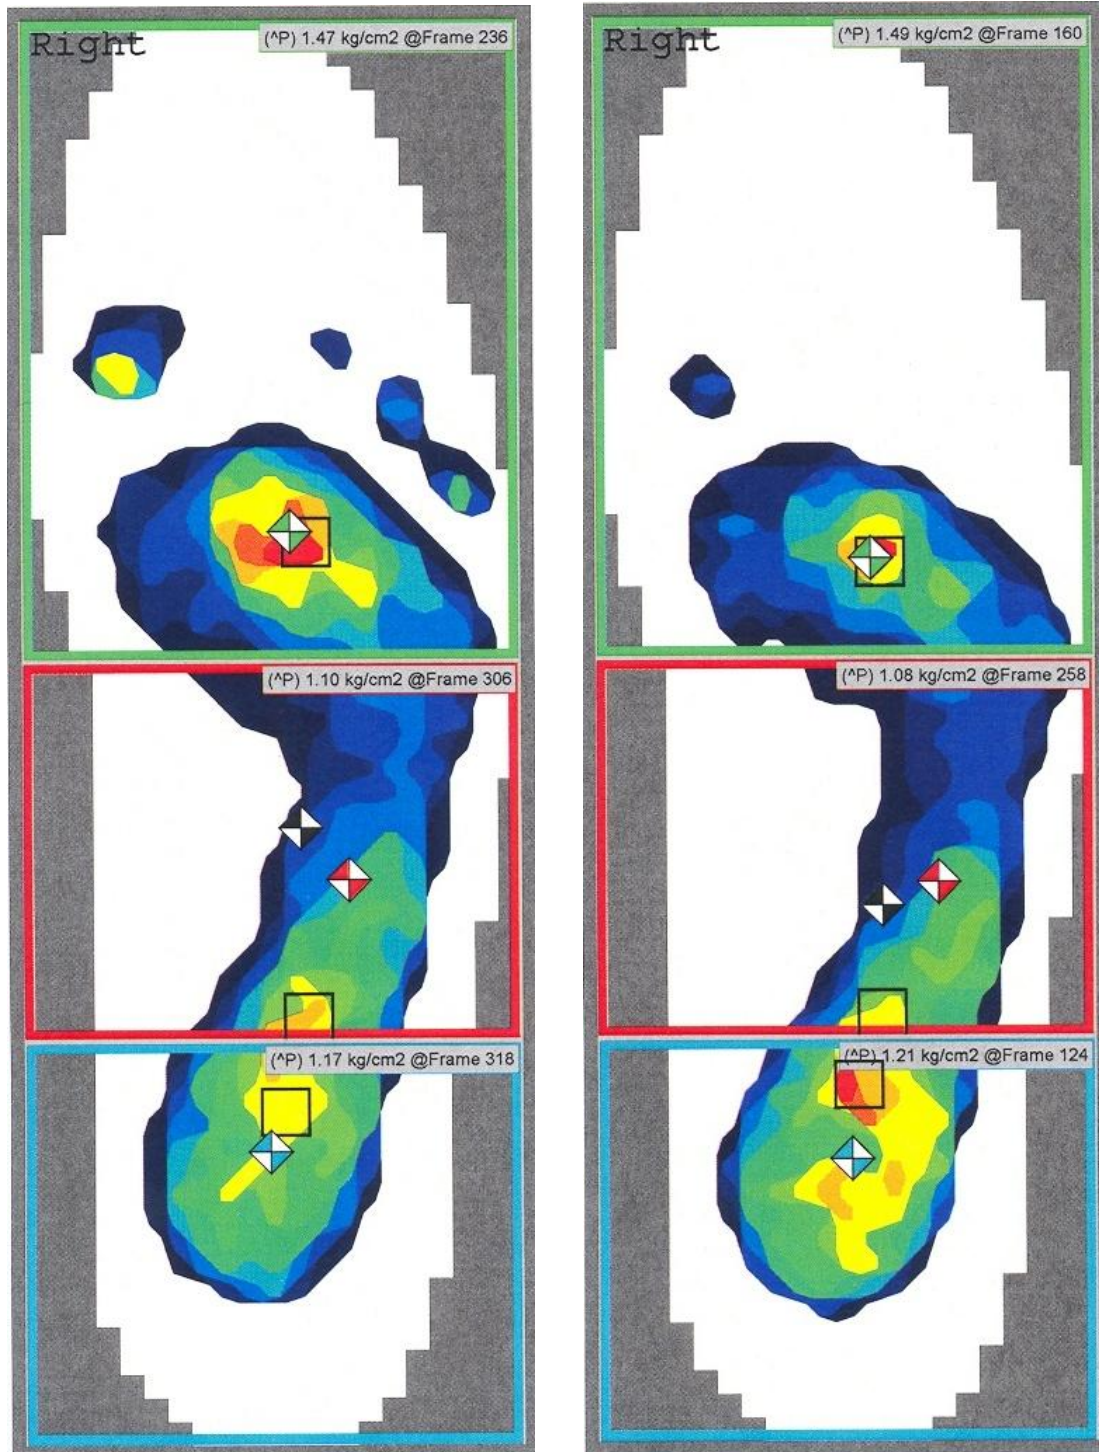 Right
(^P) 1.47 kg/cm2 @Frame 236
(^P) 1.10 kg/cm2 @Frame 306
(^P) 1.17 kg/cm2 @Frame 318
Right
(^P) 1.49 kg/cm2 @Frame 160
(^P) 1.08 kg/cm2 @Frame 258
(^P) 1.21 kg/cm2 @Frame 124